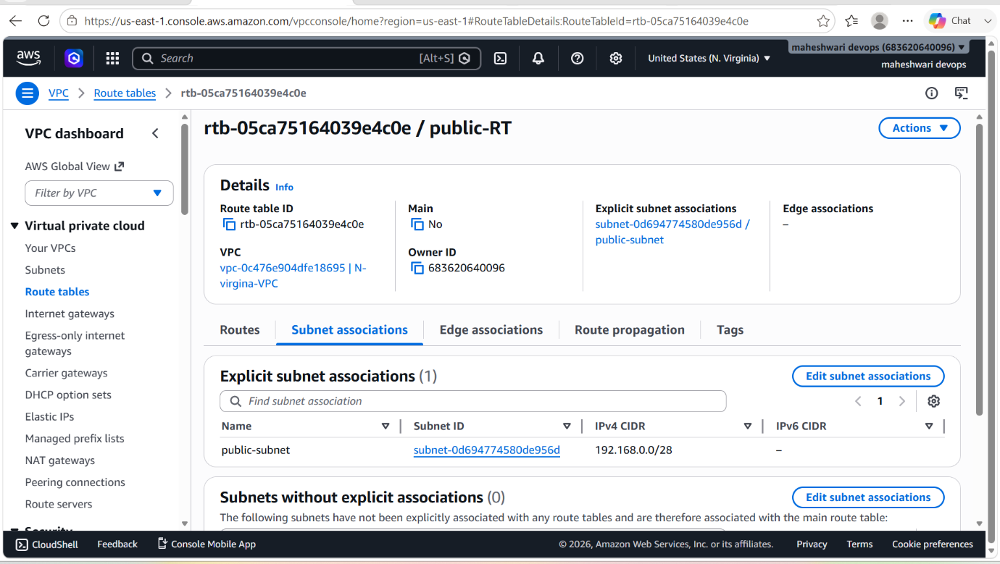 https://us-east-1.console.aws.amazon.com/vpcconsole/home?region=us-east-1#RouteTableDetails:RouteTableId=rtb-05ca75164039e4c0e
Chat
aws
Search [Alt+S]
United States (N. Virginia)
maheshwari devops (683620640096)
maheshwari devops
VPC > Route tables > rtb-05ca75164039e4c0e
VPC dashboard
AWS Global View
Filter by VPC
Virtual private cloud
Your VPCs
Subnets
Route tables
Internet gateways
Egress-only internet
gateways
Carrier gateways
DHCP option sets
Elastic IPs
Managed prefix lists
NAT gateways
Peering connections
Route servers
Security
rtb-05ca75164039e4c0e / public-RT
Actions
Details Info
Route table ID
rtb-05ca75164039e4c0e
VPC
vpc-0c476e904dfe18695 | N-
virgina-VPC
Main
No
Owner ID
683620640096
Explicit subnet associations
subnet-0d694774580de956d /
public-subnet
Edge associations
–
Routes Subnet associations Edge associations Route propagation Tags
Explicit subnet associations (1)
Edit subnet associations
Find subnet association
1
Name Subnet ID IPv4 CIDR IPv6 CIDR
public-subnet subnet-0d694774580de956d 192.168.0.0/28 –
Subnets without explicit associations (0)
Edit subnet associations
The following subnets have not been explicitly associated with any route tables and are therefore associated with the main route table:
CloudShell Feedback Console Mobile App © 2026, Amazon Web Services, Inc. or its affiliates. Privacy Terms Cookie preferences